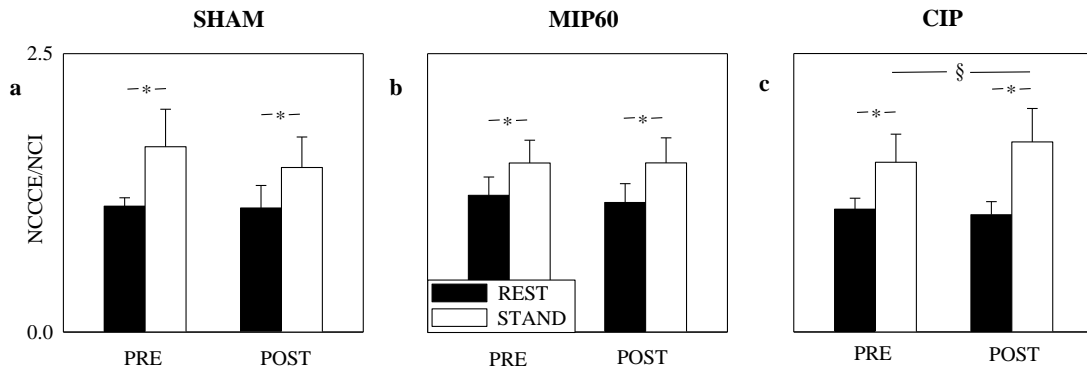 SHAM
MIP60
CIP
2.5
a
b
c
*
*
*
*
*
*
§
NCCCE/NCI
REST
STAND
0.0
PRE
POST
PRE
POST
PRE
POST